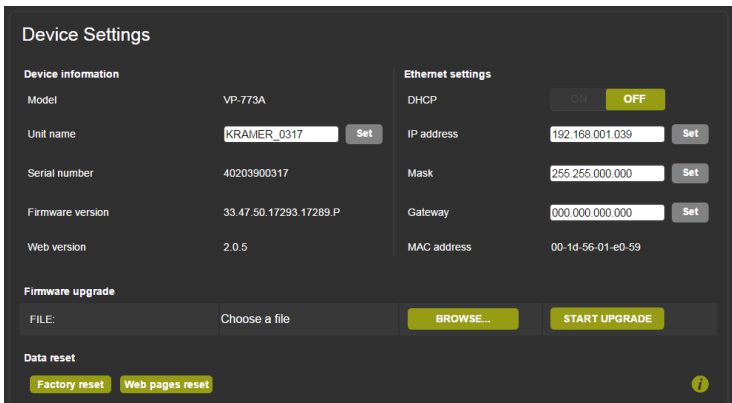 Device Settings
Device information
Ethernet settings
Model VP-773A
DHCP ON OFF
Unit name KRAMER_0317 Set
IP address 192.168.001.039 Set
Serial number 40203900317
Mask 255.255.000.000 Set
Firmware version 33.47.50.17293.17289.P
Gateway 000.000.000.000 Set
Web version 2.0.5
MAC address 00-1d-56-01-e0-59
Firmware upgrade
FILE: Choose a file BROWSE... START UPGRADE
Data reset
Factory reset Web pages reset i